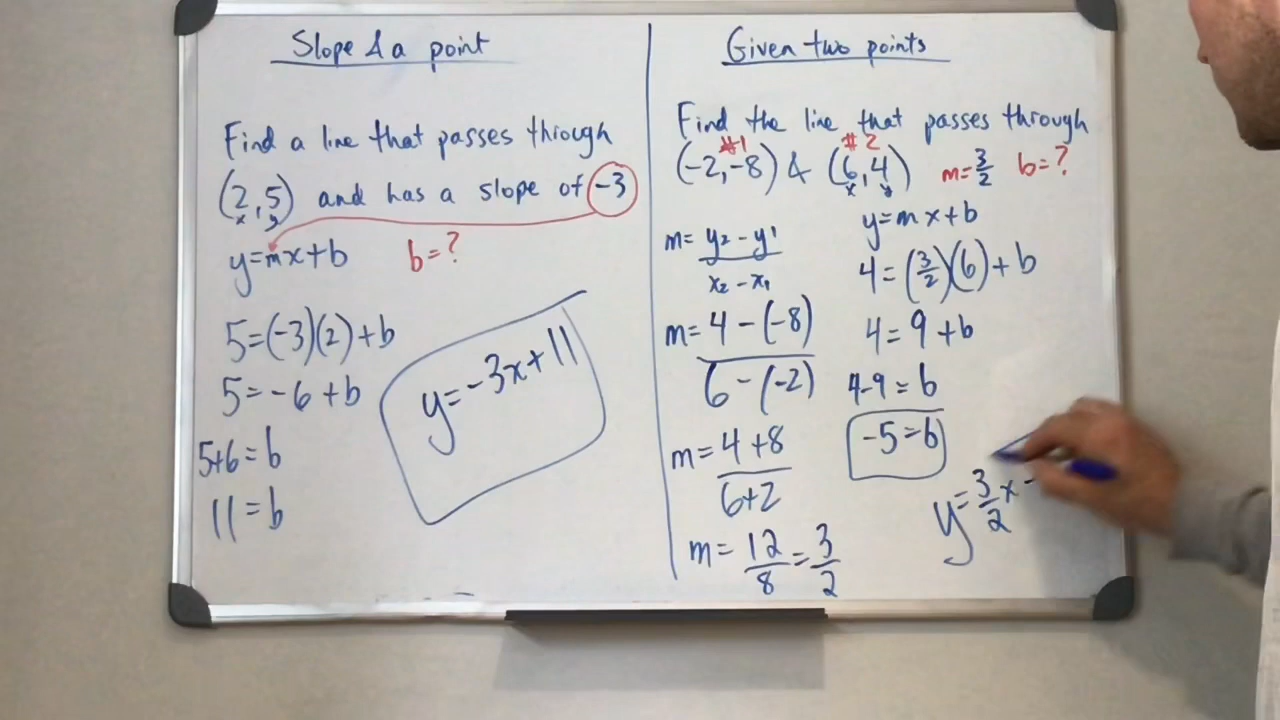 Slope & a point
Find a line that passes through
(2,5) and has a slope of -3
x y
y=mx+b b=?
5=(-3)(2)+b
5=-6+b
5+6=b
11=b
y=-3x+11
Given two points
Find the line that passes through
#1 #2
(-2,-8) & (6,4) m=3/2 b=?
x y
m= y2-y1
x2-x1
m= 4-(-8)
6-(-2)
m= 4+8
6+2
m= 12/8 = 3/2
y=mx+b
4=(3/2)(6)+b
4=9+b
4-9=b
-5=b
y=3/2x-